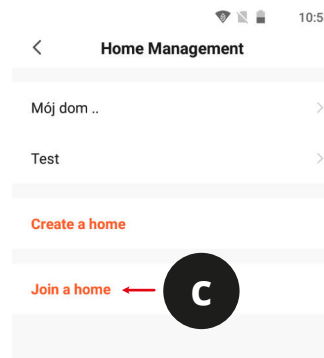 10:5
Home Management
Mój dom ..
Test
Create a home
Join a home
C